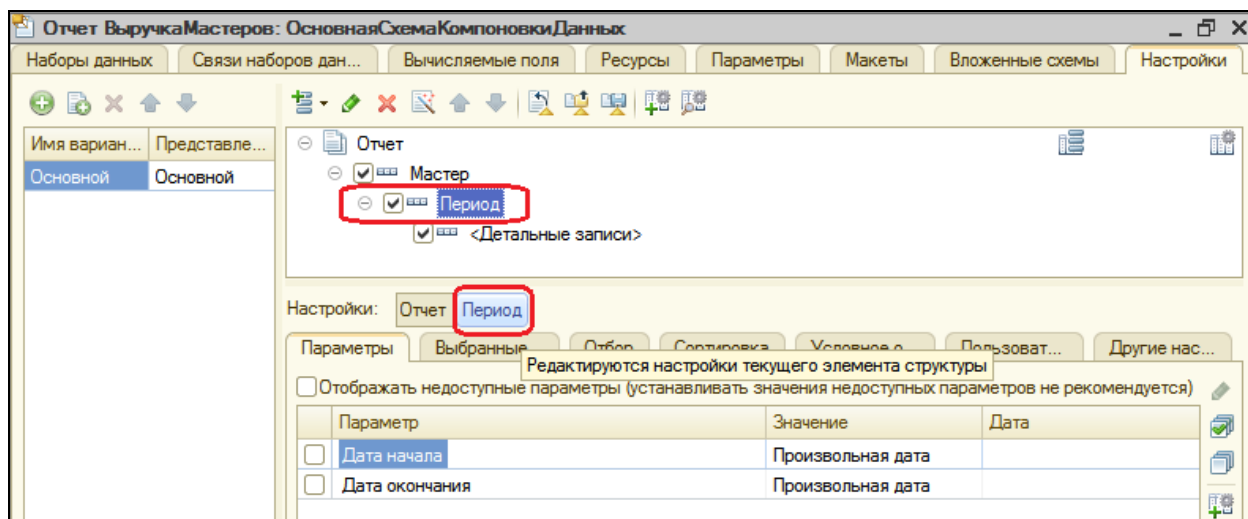 Отчет ВыручкаМастеров: ОсновнаяСхемаКомпоновкиДанных
Наборы данных Связи наборов дан... Вычисляемые поля Ресурсы Параметры Макеты Вложенные схемы Настройки
Имя вариан... Представле...
Основной Основной
Отчет
Мастер
Период
<Детальные записи>
Настройки: Отчет Период
Параметры Выбранные Отбор Сортировка Условное о... Пользоват... Другие нас...
Редактируются настройки текущего элемента структуры
Отображать недоступные параметры (устанавливать значения недоступных параметров не рекомендуется)
Параметр Значение Дата
Дата начала Произвольная дата
Дата окончания Произвольная дата